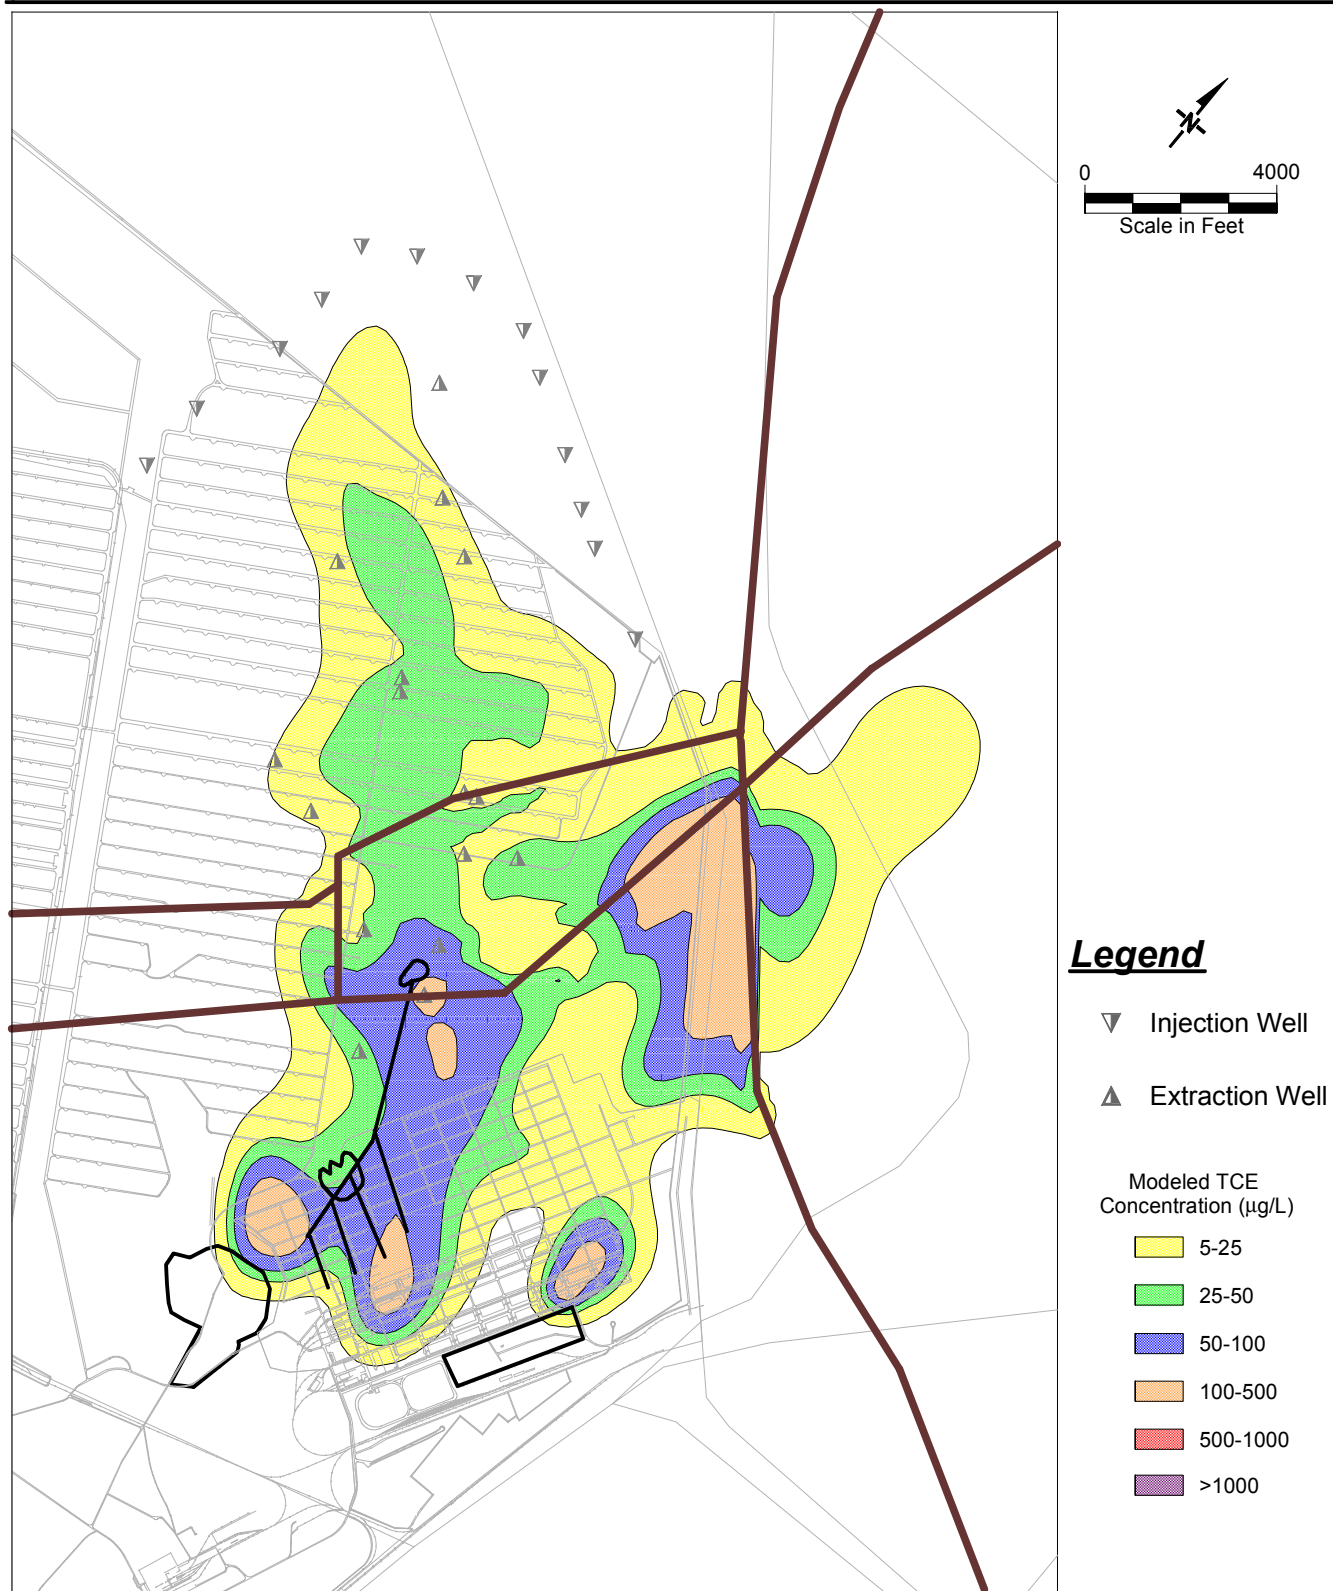 N
0 4000
Scale in Feet
Legend
Injection Well
Extraction Well
Modeled TCE
Concentration (µg/L)
5-25
25-50
50-100
100-500
500-1000
>1000